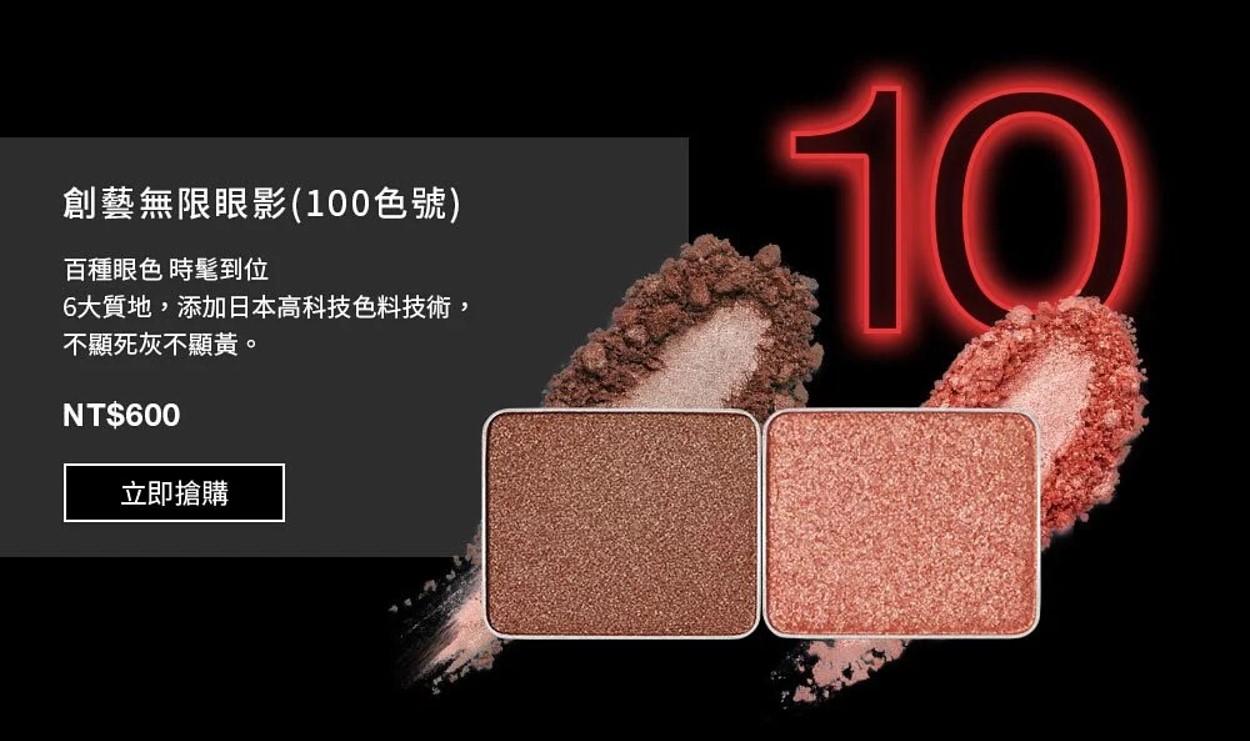 創藝無限眼影(100色號)
百種眼色 時髦到位
6大質地，添加日本高科技色料技術，
不顯死灰不顯黃。
NT$600
立即搶購
10